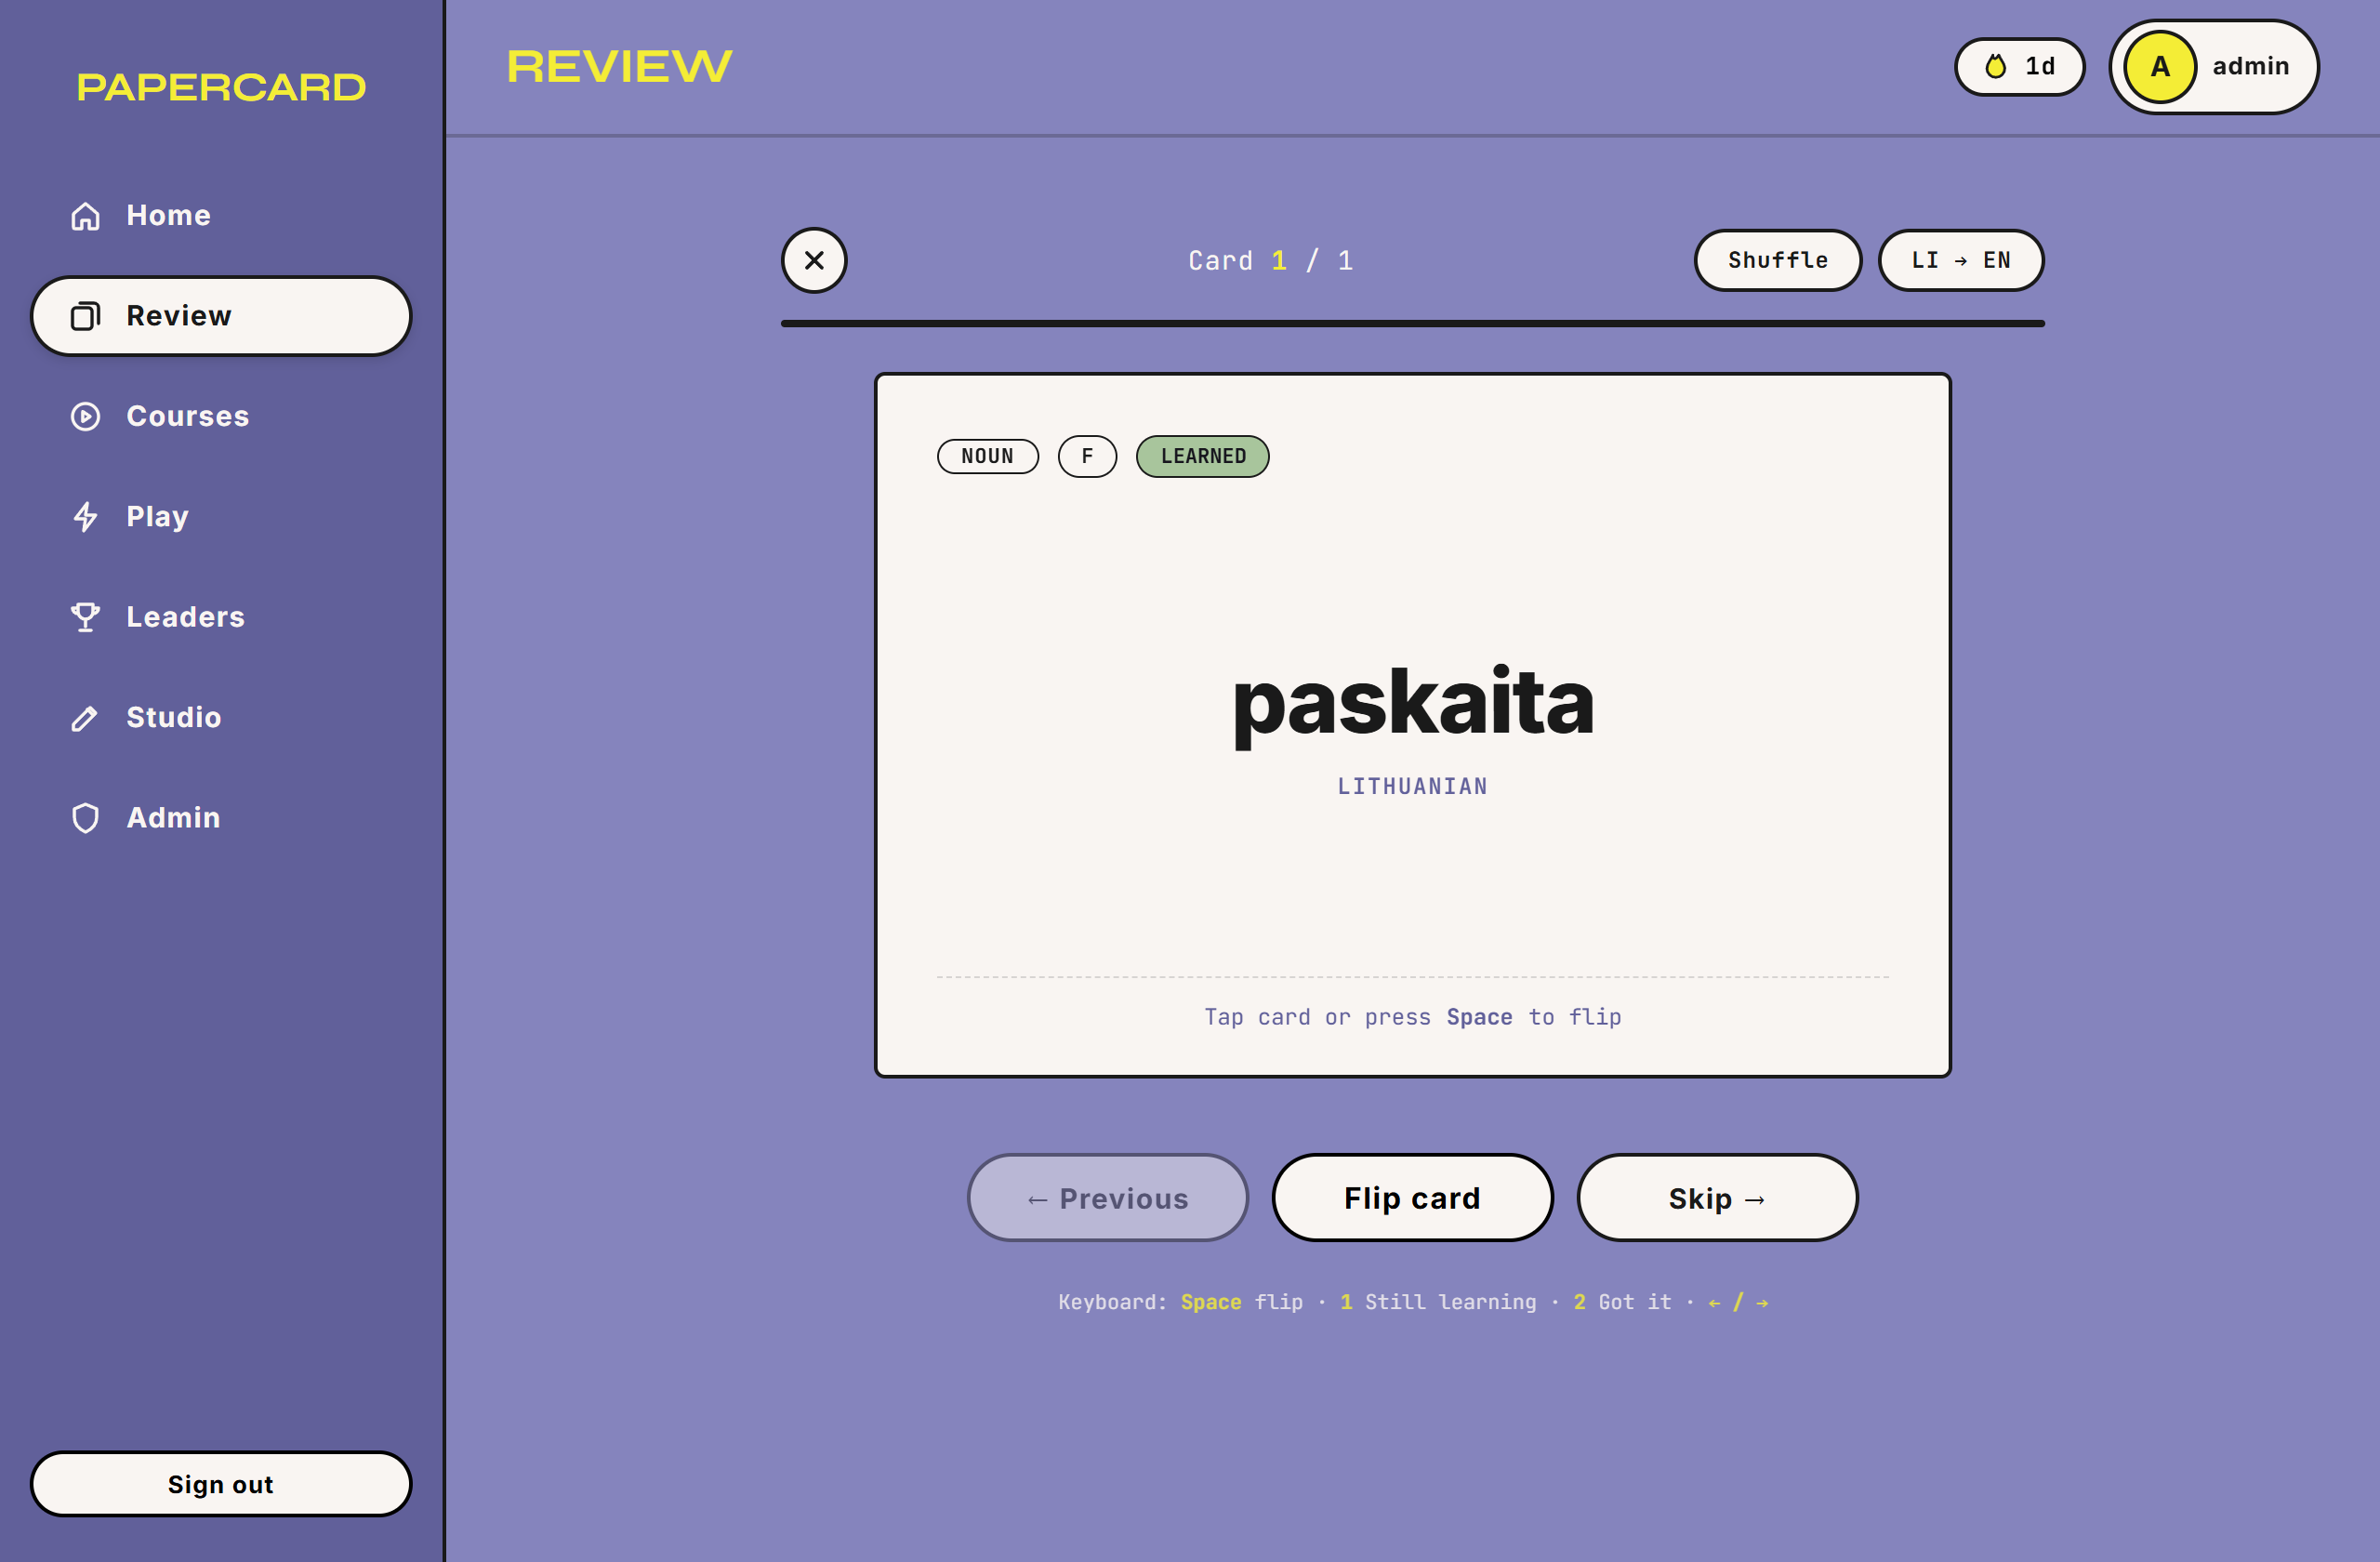 PAPERCARD
Home
Review
Courses
Play
Leaders
Studio
Admin
Sign out
REVIEW
1d
A
admin
Card 1 / 1
Shuffle
LI → EN
NOUN
F
LEARNED
paskaita
LITHUANIAN
Tap card or press Space to flip
← Previous
Flip card
Skip →
Keyboard: Space flip · 1 Still learning · 2 Got it · ← / →